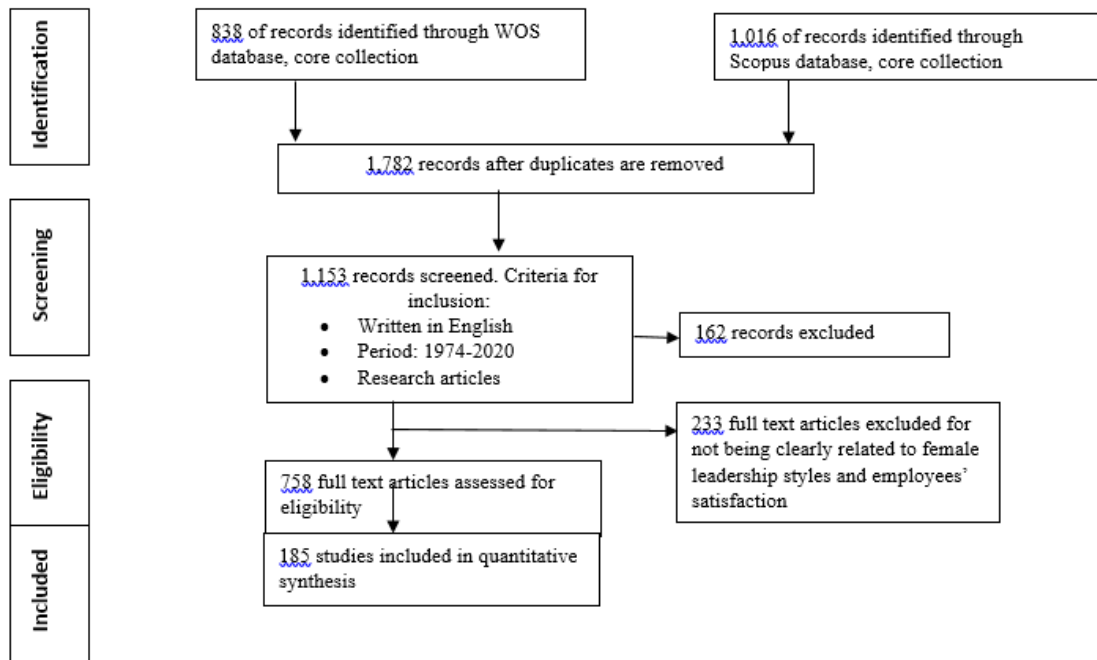 Identification
838 of records identified through WOS
database, core collection
1,016 of records identified through
Scopus database, core collection
1,782 records after duplicates are removed
Screening
1,153 records screened. Criteria for
inclusion:
• Written in English
• Period: 1974-2020
• Research articles
162 records excluded
Eligibility
233 full text articles excluded for
not being clearly related to female
leadership styles and employees’
satisfaction
758 full text articles assessed for
eligibility
Included
185 studies included in quantitative
synthesis